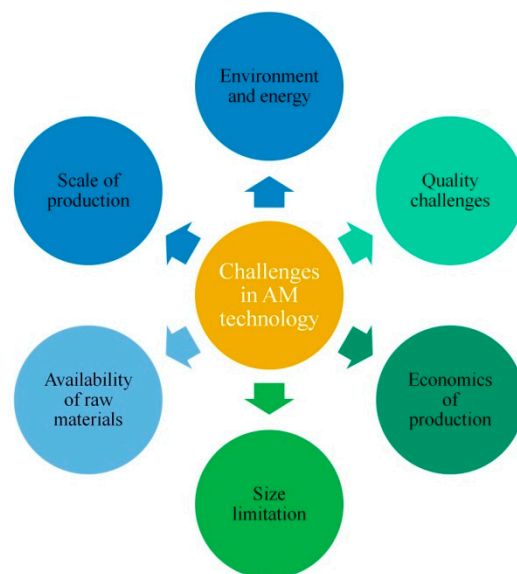 Environment
and energy
Scale of
production
Quality
challenges
Challenges
in AM
technology
Availability
of raw
materials
Economics
of
production
Size
limitation